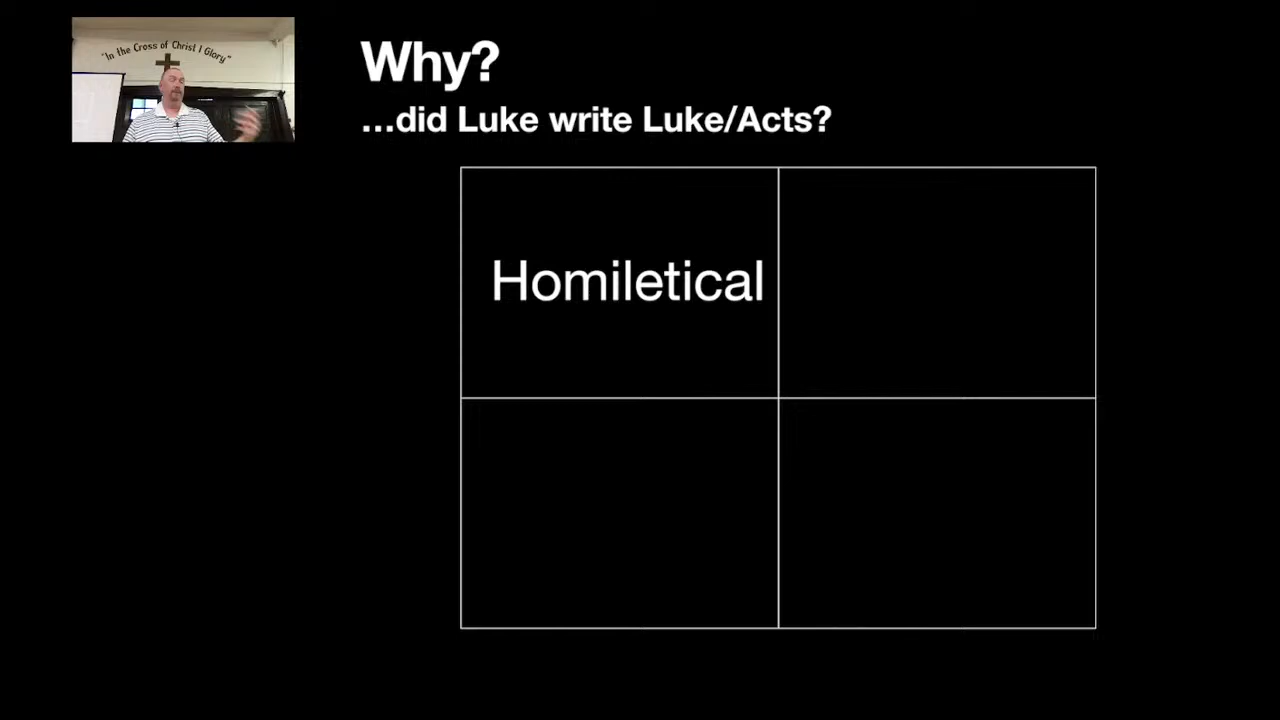 "In the Cross of Christ I Glory"
Why?
...did Luke write Luke/Acts?
Homiletical